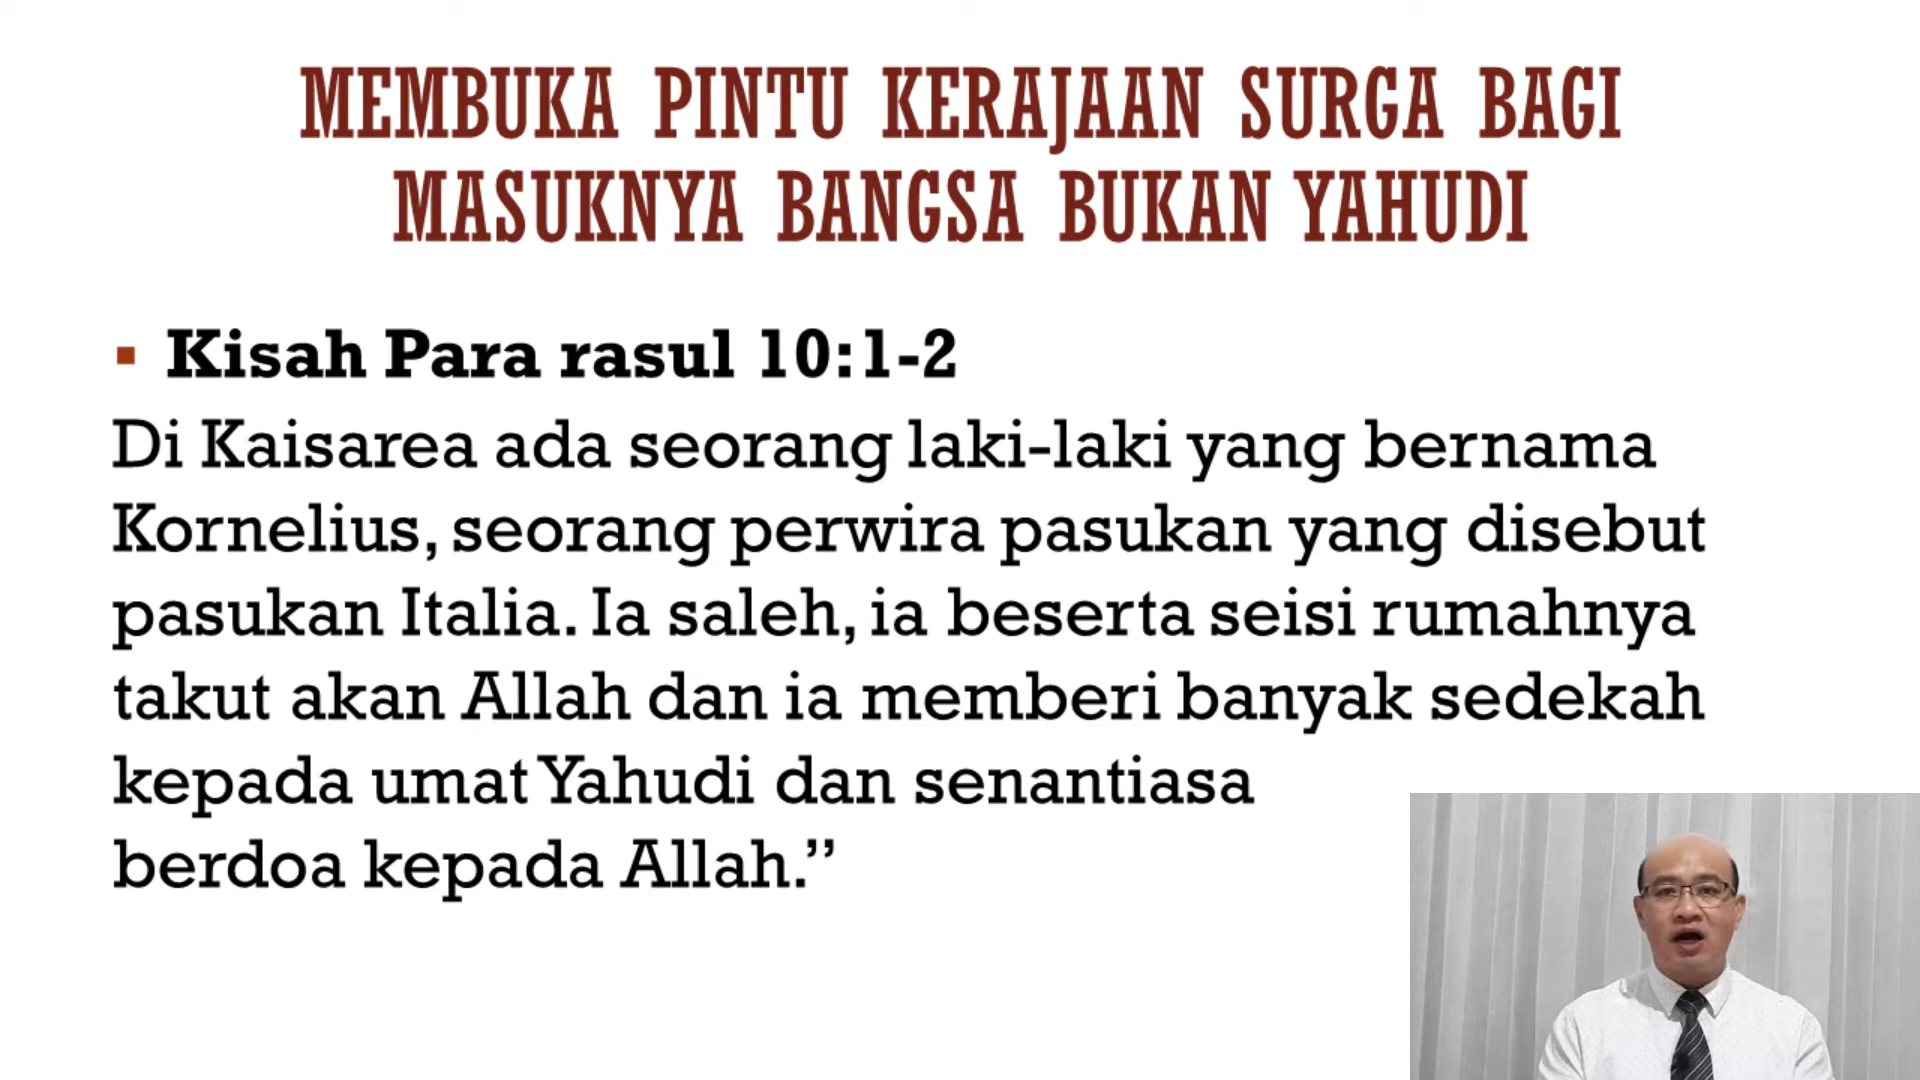 MEMBUKA PINTU KERAJAAN SURGA BAGI
MASUKNYA BANGSA BUKAN YAHUDI
▪ Kisah Para rasul 10:1-2
Di Kaisarea ada seorang laki-laki yang bernama
Kornelius, seorang perwira pasukan yang disebut
pasukan Italia. Ia saleh, ia beserta seisi rumahnya
takut akan Allah dan ia memberi banyak sedekah
kepada umat Yahudi dan senantiasa
berdoa kepada Allah.”